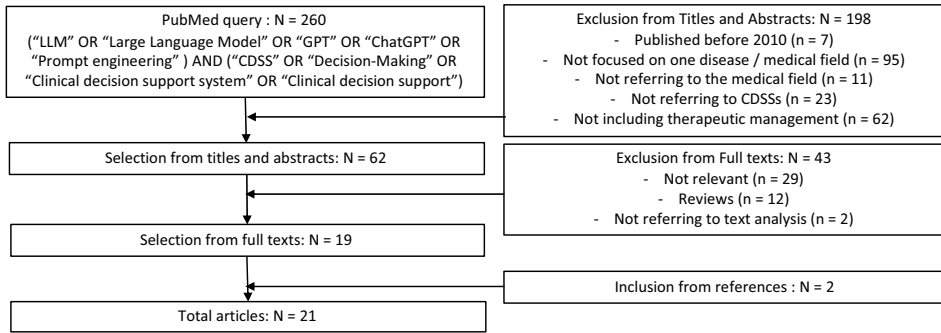 PubMed query : N = 260
(“LLM” OR “Large Language Model” OR “GPT” OR “ChatGPT” OR
“Prompt engineering” ) AND (“CDSS” OR “Decision-Making” OR
“Clinical decision support system” OR “Clinical decision support”)
Exclusion from Titles and Abstracts: N = 198
- Published before 2010 (n = 7)
- Not focused on one disease / medical field (n = 95)
- Not referring to the medical field (n = 11)
- Not referring to CDSSs (n = 23)
- Not including therapeutic management (n = 62)
Selection from titles and abstracts: N = 62
Exclusion from Full texts: N = 43
- Not relevant (n = 29)
- Reviews (n = 12)
- Not referring to text analysis (n = 2)
Selection from full texts: N = 19
Inclusion from references : N = 2
Total articles: N = 21